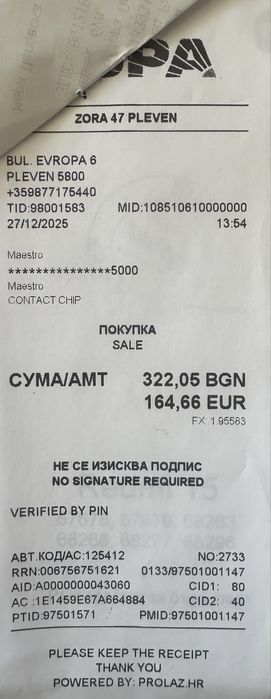 ZORA 47 PLEVEN
BUL. EVROPA 6
PLEVEN 5800
+359877175440
TID:98001583 MID:108510610000000
27/12/2025 13:54
Maestro
***************5000
Maestro
CONTACT CHIP
ПОКУПКА
SALE
СУМА/AMT 322,05 BGN
164,66 EUR
FX: 1.95583
НЕ СЕ ИЗИСКВА ПОДПИС
NO SIGNATURE REQUIRED
VERIFIED BY PIN
АВТ.КОД/AC:125412 NO:2733
RRN:006756751621 0133/97501001147
AID:A0000000043060 CID1: 80
AC :1E1459E67A664884 CID2: 40
PTID:97501571 PMID:97501001147
PLEASE KEEP THE RECEIPT
THANK YOU
POWERED BY: PROLAZ.HR